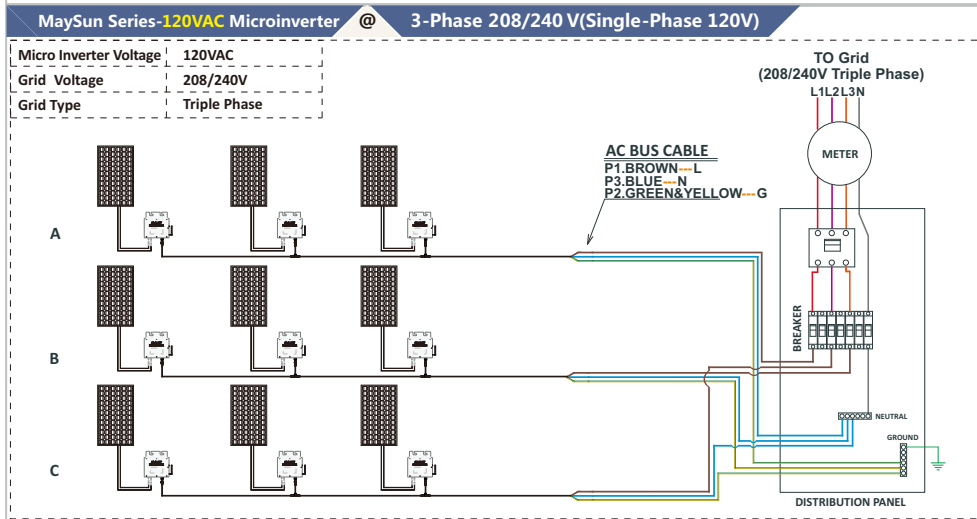 MaySun Series-120VAC Microinverter @ 3-Phase 208/240 V(Single-Phase 120V)
Micro Inverter Voltage 120VAC
Grid Voltage 208/240V
Grid Type Triple Phase
TO Grid
(208/240V Triple Phase)
L1L2L3N
METER
AC BUS CABLE
P1.BROWN---L
P3.BLUE---N
P2.GREEN&YELLOW---G
A
B
C
BREAKER
NEUTRAL
GROUND
DISTRIBUTION PANEL